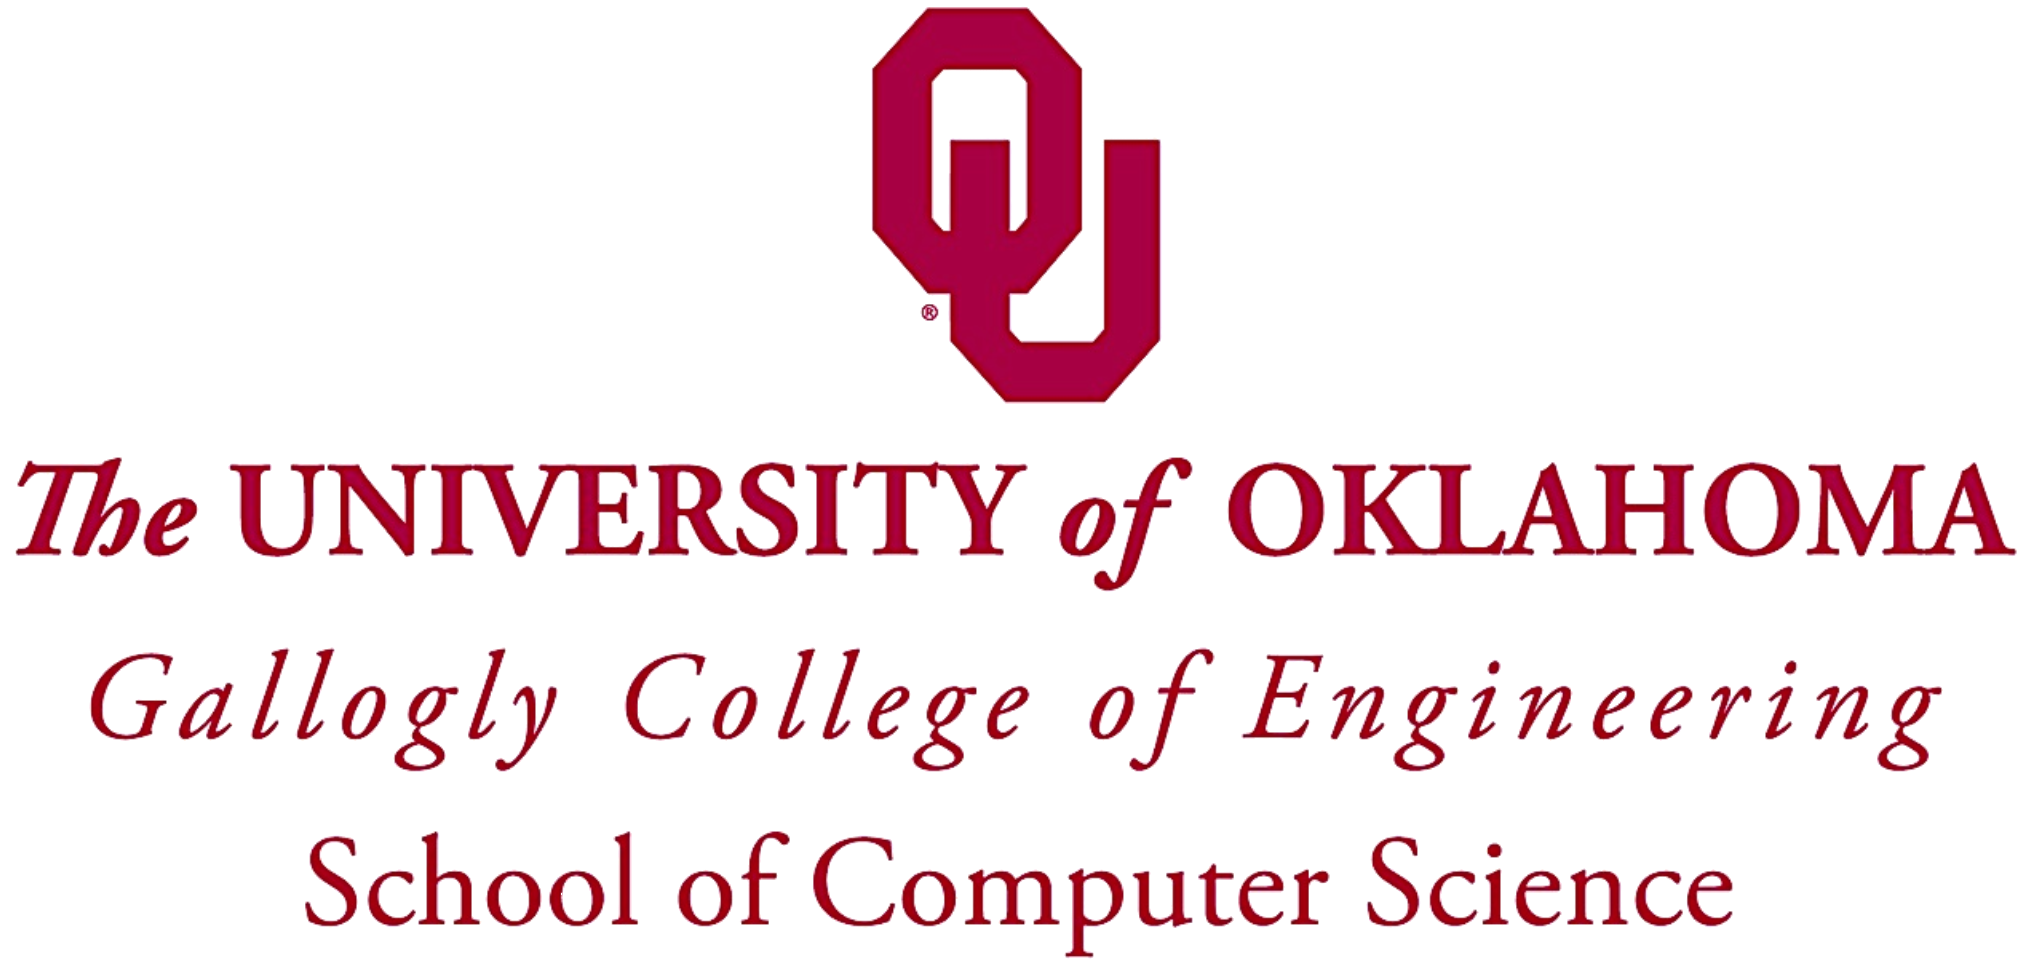 OU
®
The UNIVERSITY of OKLAHOMA
Gallogly College of Engineering
School of Computer Science